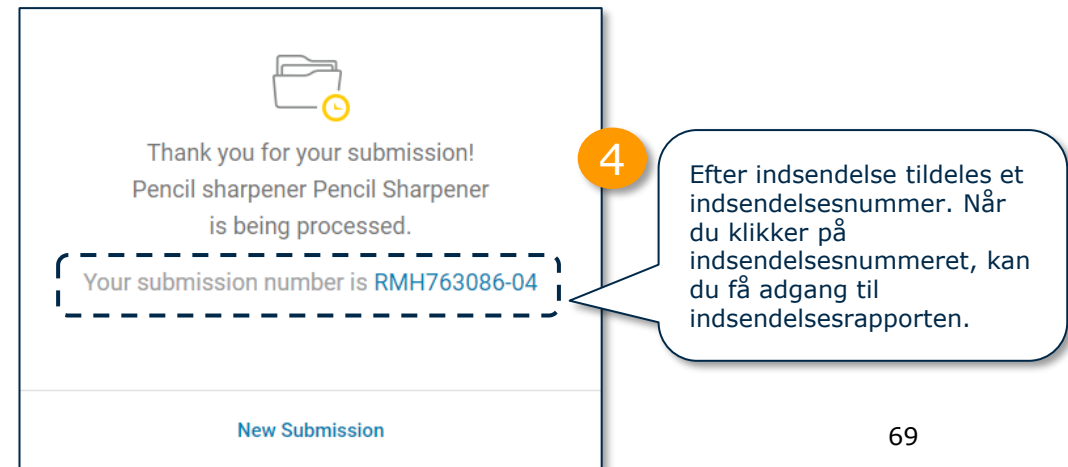 Thank you for your submission!
Pencil sharpener Pencil Sharpener
is being processed.
Your submission number is RMH763086-04
New Submission
4
Efter indsendelse tildeles et
indsendelsesnummer. Når
du klikker på
indsendelsesnummeret, kan
du få adgang til
indsendelsesrapporten.
69